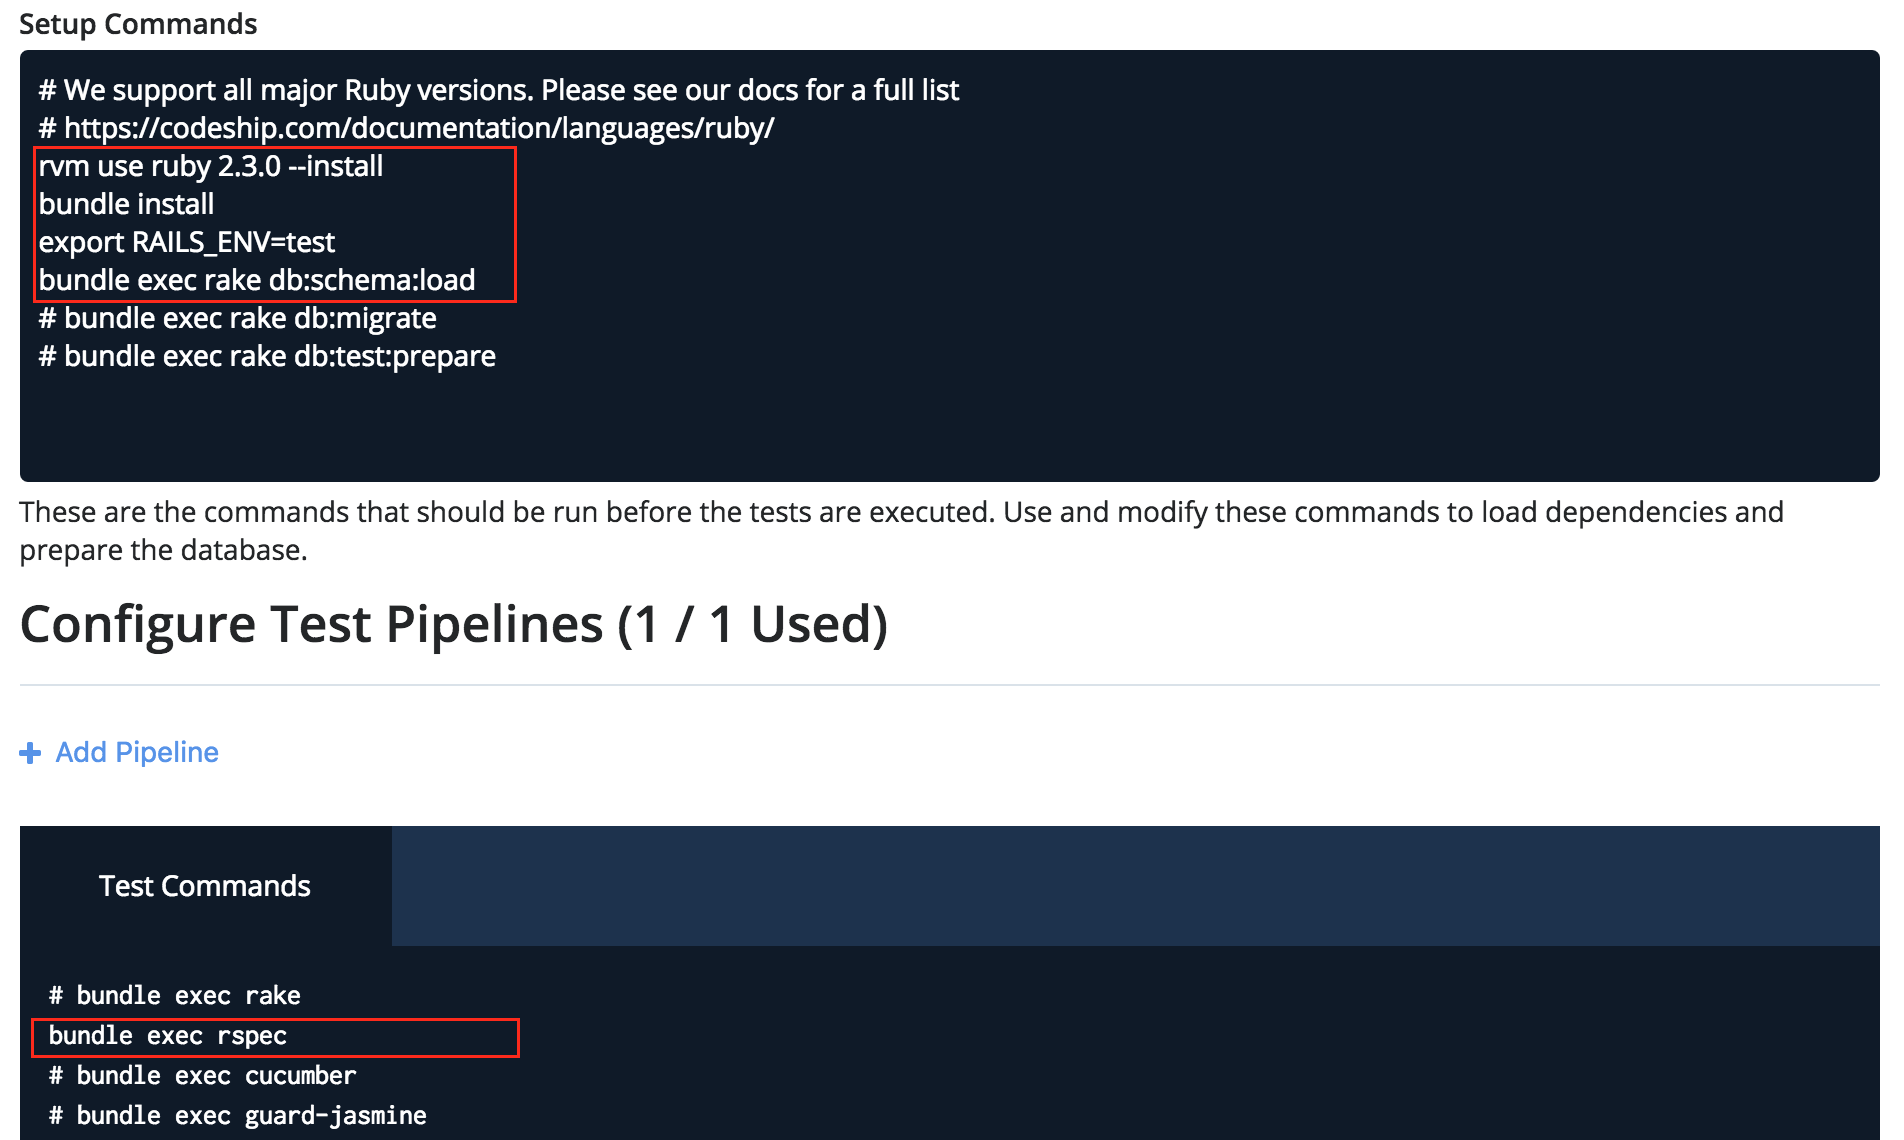 Setup Commands
# We support all major Ruby versions. Please see our docs for a full list
# https://codeship.com/documentation/languages/ruby/
rvm use ruby 2.3.0 --install
bundle install
export RAILS_ENV=test
bundle exec rake db:schema:load
# bundle exec rake db:migrate
# bundle exec rake db:test:prepare
These are the commands that should be run before the tests are executed. Use and modify these commands to load dependencies and
prepare the database.
Configure Test Pipelines (1 / 1 Used)
+ Add Pipeline
Test Commands
# bundle exec rake
bundle exec rspec
# bundle exec cucumber
# bundle exec guard-jasmine